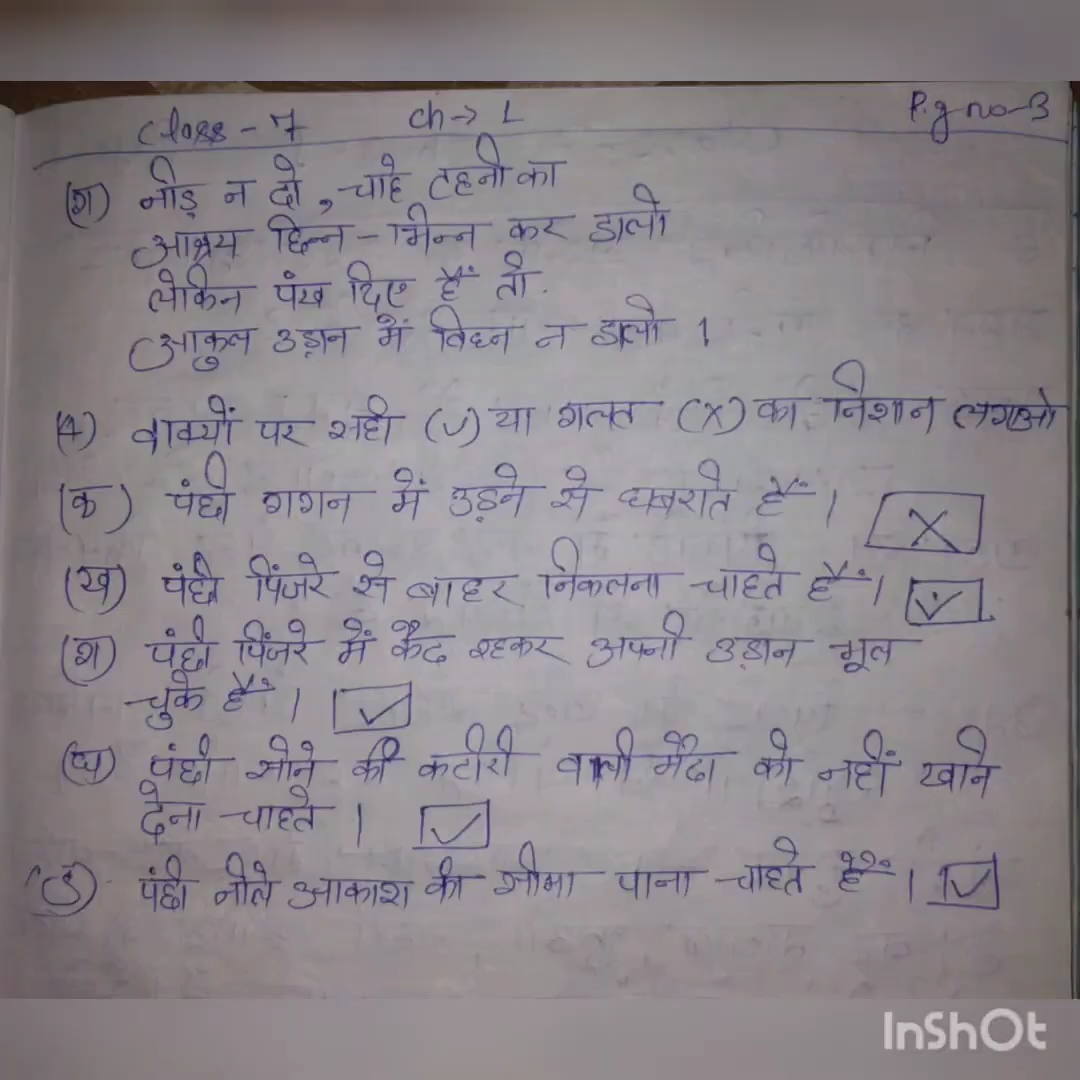 Class - 7 Ch → 1 P.g no - 3
(ग) नीड़ न दो, चाहे टहनी का
आश्रय छिन्न - भिन्न कर डालो
लेकिन पंख दिए हैं तो.
आकुल उड़ान में विघ्न न डालो ।
(4) वाक्यों पर सही (✓) या गलत (X) का निशान लगाओ
(क) पंछी गगन में उड़ने से घबराते हैं । X
(ख) पंछी पिंजरे से बाहर निकलना चाहते हैं । ✓
(ग) पंछी पिंजरे में कैद रहकर अपनी उड़ान भूल
चुके हैं । ✓
(घ) पंछी सोने की कटोरी वाली मैदा को नहीं खाने
देना चाहते । ✓
(ङ) पंछी नीले आकाश की सीमा पाना चाहते हैं । ✓
InShOt